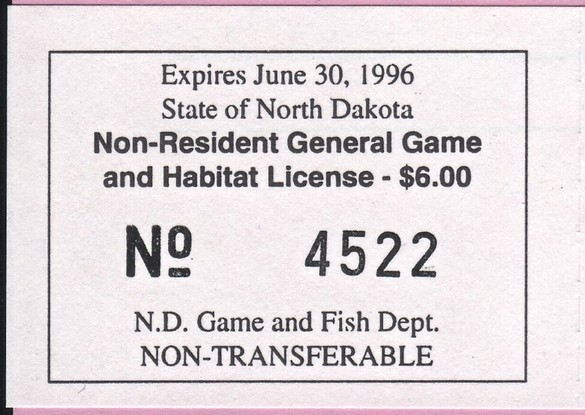 Expires June 30, 1996
State of North Dakota
Non-Resident General Game
and Habitat License - $6.00
Nº 4522
N.D. Game and Fish Dept.
NON-TRANSFERABLE